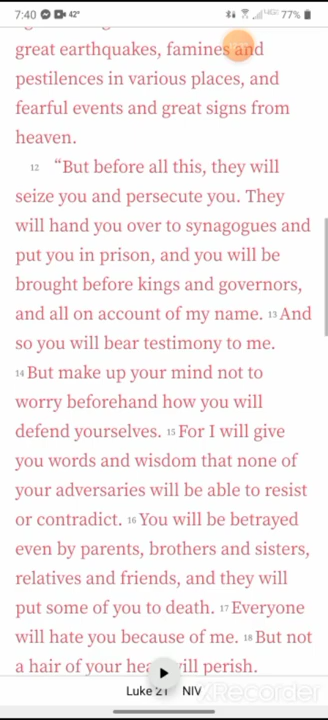 7:40 42° 77%
great earthquakes, famines and
pestilences in various places, and
fearful events and great signs from
heaven.
12 “But before all this, they will
seize you and persecute you. They
will hand you over to synagogues and
put you in prison, and you will be
brought before kings and governors,
and all on account of my name. 13 And
so you will bear testimony to me.
14 But make up your mind not to
worry beforehand how you will
defend yourselves. 15 For I will give
you words and wisdom that none of
your adversaries will be able to resist
or contradict. 16 You will be betrayed
even by parents, brothers and sisters,
relatives and friends, and they will
put some of you to death. 17 Everyone
will hate you because of me. 18 But not
a hair of your will perish.
Luke 21 NIV
XRecorder